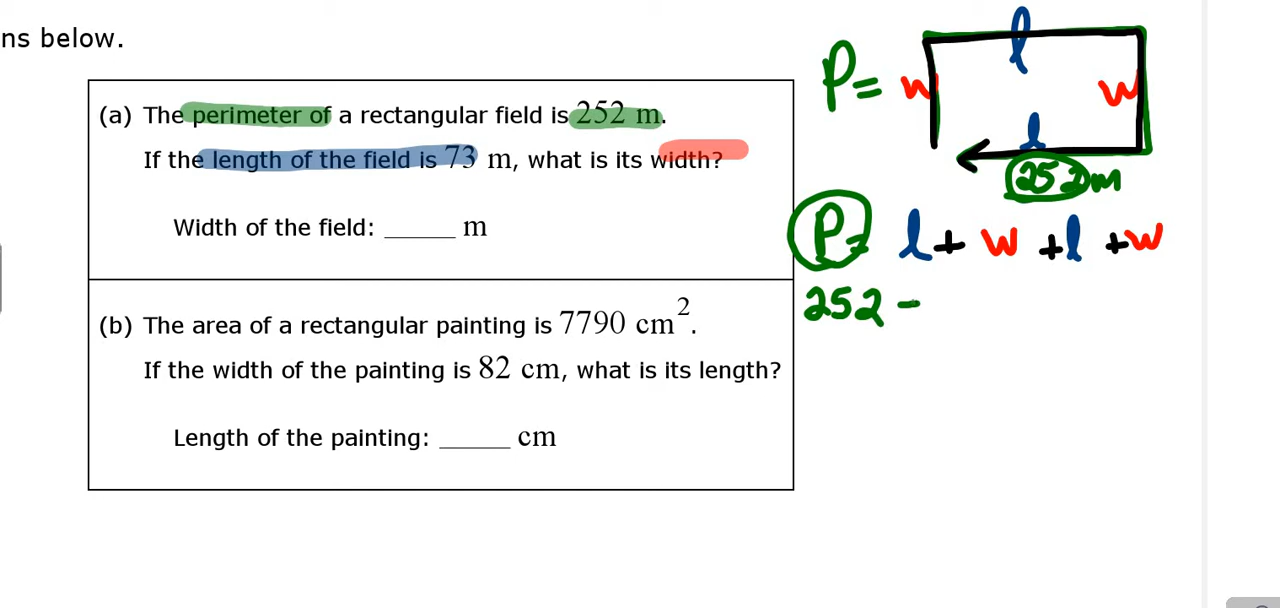 ns below.
(a) The perimeter of a rectangular field is 252 m.
If the length of the field is 73 m, what is its width?
Width of the field: _____ m
(b) The area of a rectangular painting is 7790 cm².
If the width of the painting is 82 cm, what is its length?
Length of the painting: _____ cm
l
P= w w
l
252m
P= l + w + l + w
252 =